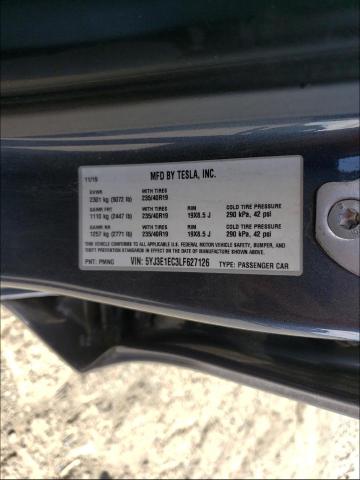 11/19 MFD BY TESLA, INC.
GVWR WITH TIRES
2301 kg (5072 lb) 235/40R19
GAWR FRT WITH TIRES RIM COLD TIRE PRESSURE
1110 kg (2447 lb) 235/40R19 19X8.5 J 290 kPa, 42 psi
GAWR RR WITH TIRES RIM COLD TIRE PRESSURE
1257 kg (2771 lb) 235/40R19 19X8.5 J 290 kPa, 42 psi
THIS VEHICLE CONFORMS TO ALL APPLICABLE FEDERAL MOTOR VEHICLE SAFETY, BUMPER, AND
THEFT PREVENTION STANDARDS IN EFFECT ON THE DATE OF
MANUFACTURE SHOWN ABOVE.
PNT: PMNG VIN: 5YJ3E1EC3LF627126 TYPE: PASSENGER CAR